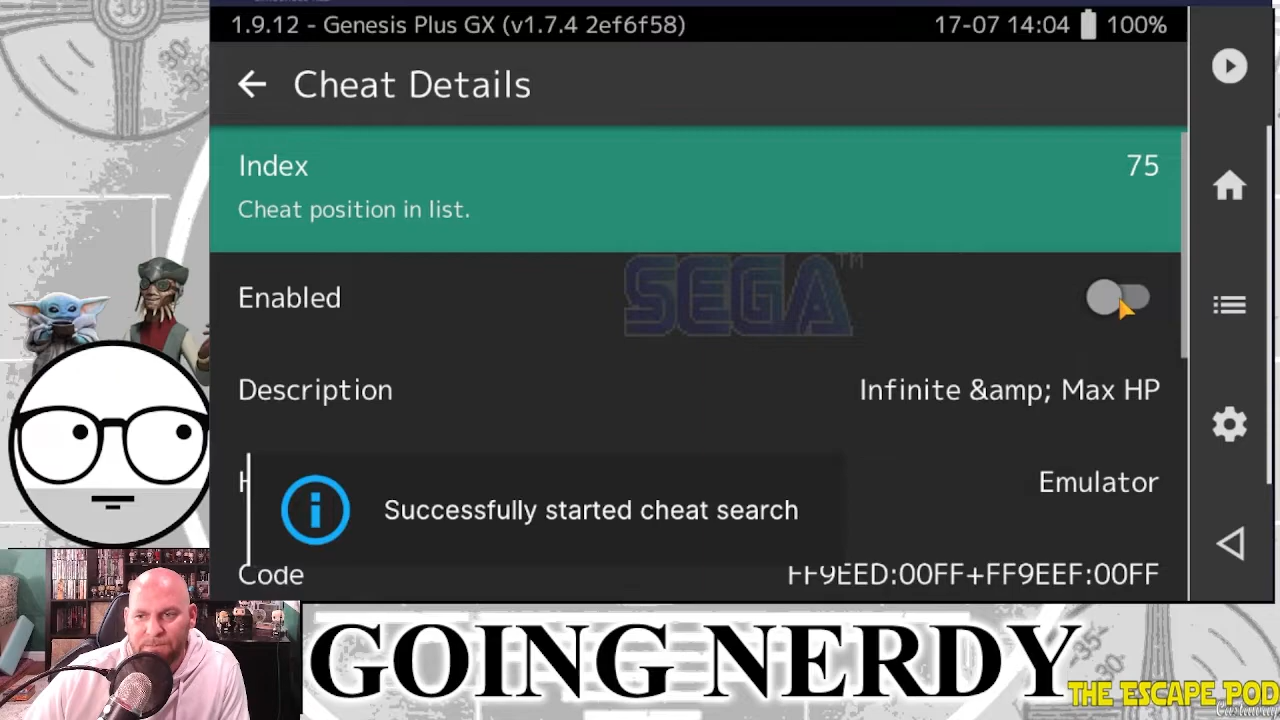 1.9.12 - Genesis Plus GX (v1.7.4 2ef6f58) 17-07 14:04 100%
Cheat Details
Index 75
Cheat position in list.
SEGA™
Enabled
Description Infinite &amp; Max HP
Emulator
Successfully started cheat search
Code FF9EED:00FF+FF9EEF:00FF
GOING NERDY
THE ESCAPE POD
Castaway